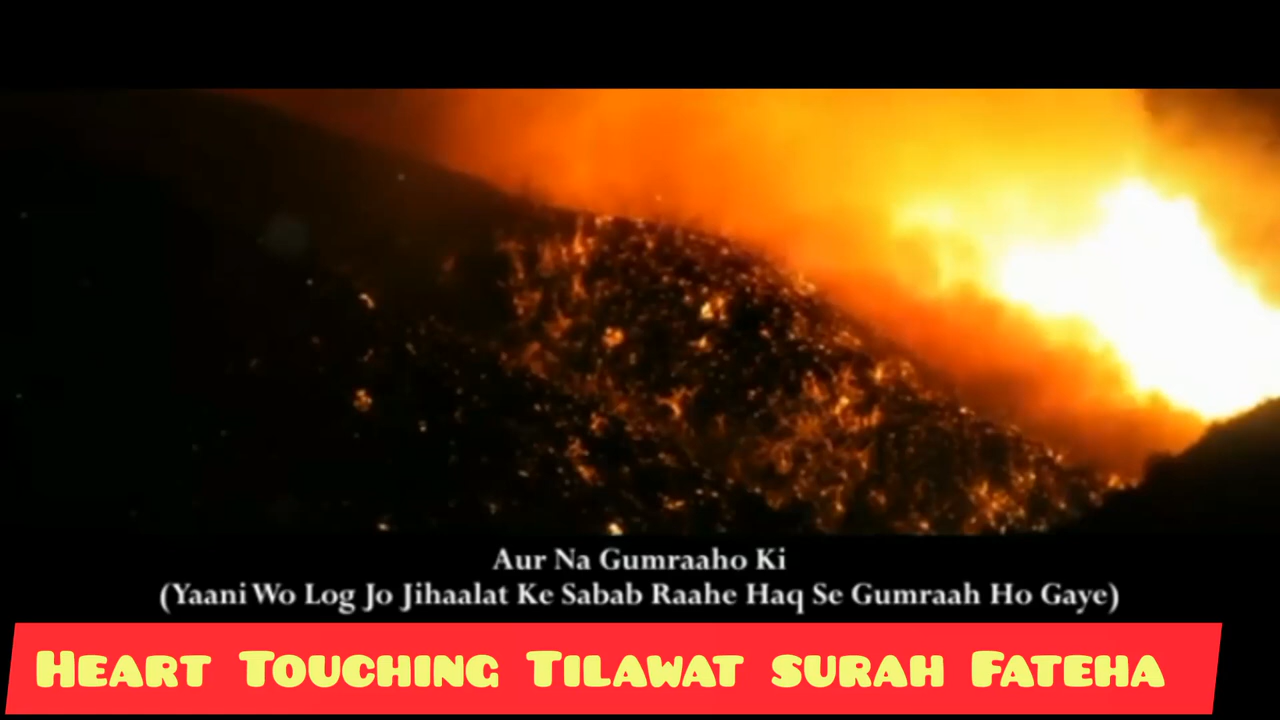 Aur Na Gumraaho Ki
(Yaani Wo Log Jo Jihaalat Ke Sabab Raahe Haq Se Gumraah Ho Gaye)
Heart Touching Tilawat surah Fateha